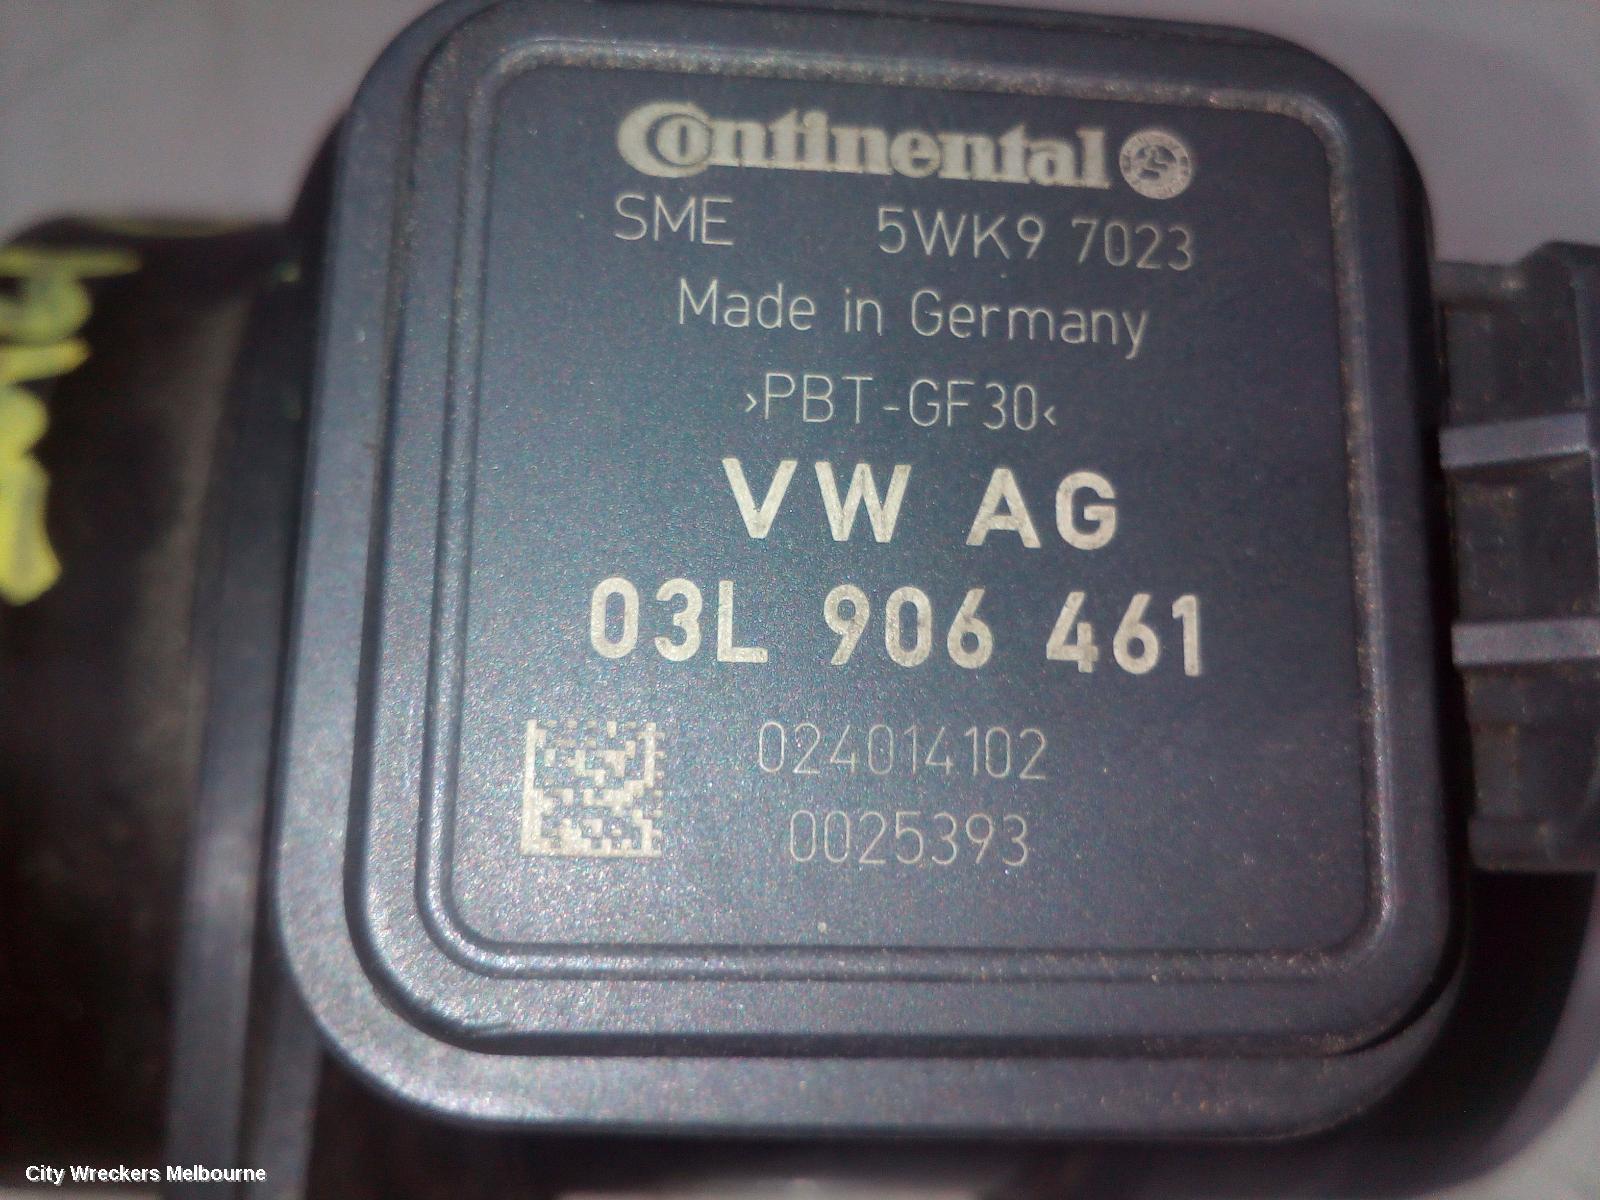 Continental
SME 5WK9 7023
Made in Germany
›PBT-GF30‹
VW AG
03L 906 461
024014102
0025393
City Wreckers Melbourne